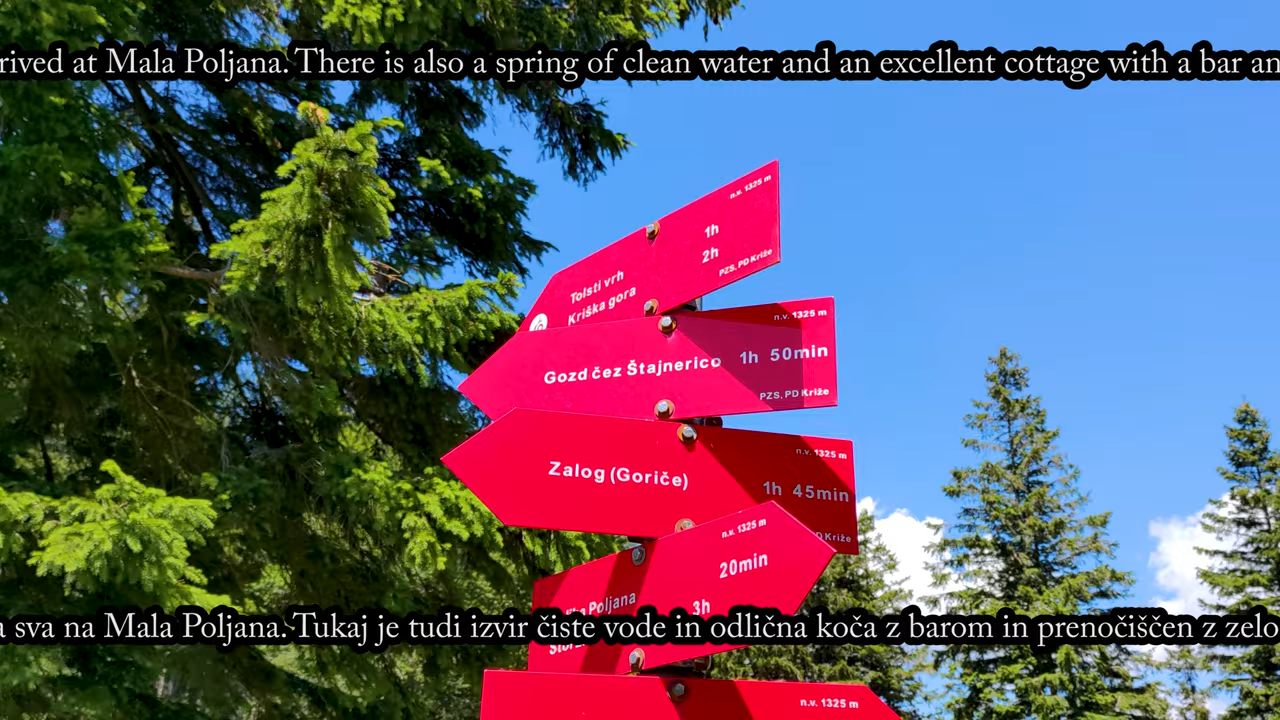 rived at Mala Poljana. There is also a spring of clean water and an excellent cottage with a bar an
n.v. 1325 m
Tolsti vrh 1h
Kriška gora 2h
PZS, PD Križe
n.v. 1325 m
Gozd čez Štajnerico 1h 50min
PZS, PD Križe
n.v. 1325 m
Zalog (Goriče) 1h 45min
PD Križe
n.v. 1325 m
Poljana 20min
3h
a sva na Mala Poljana. Tukaj je tudi izvir čiste vode in odlična koča z barom in prenočiščen z zelo
n.v. 1325 m